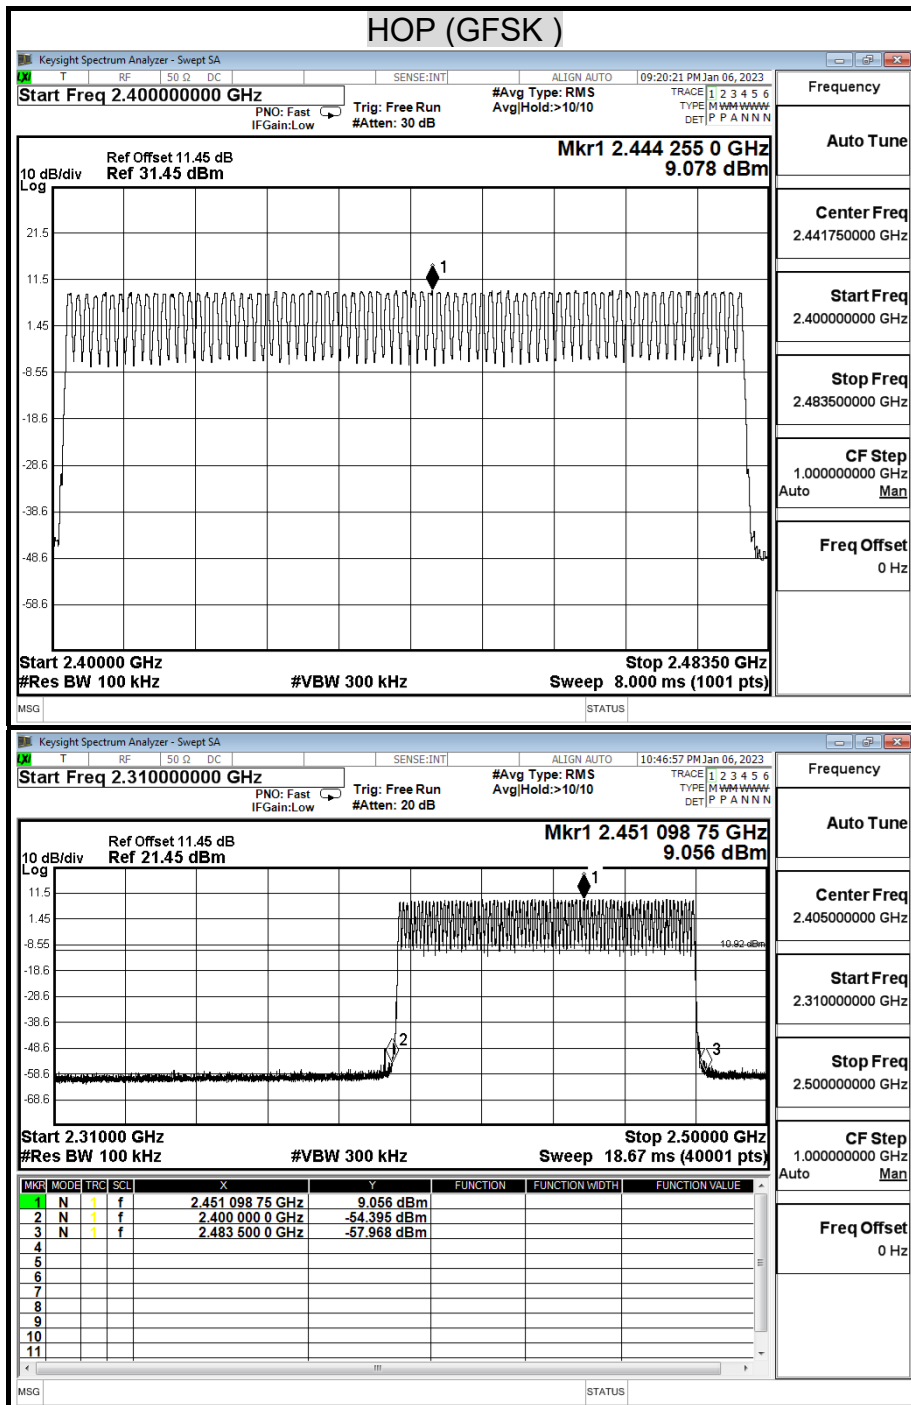 HOP (GFSK )
Keysight Spectrum Analyzer - Swept SA
LXI T RF 50 Ω DC SENSE:INT ALIGN AUTO 09:20:21 PM Jan 06, 2023
Start Freq 2.400000000 GHz
PNO: Fast
IFGain:Low
Trig: Free Run
#Atten: 30 dB
#Avg Type: RMS
Avg|Hold:>10/10
TRACE 1 2 3 4 5 6
TYPE M WM WWWW
DET P P A N N N
Frequency
Auto Tune
Center Freq
2.441750000 GHz
Start Freq
2.400000000 GHz
Stop Freq
2.483500000 GHz
CF Step
1.000000000 GHz
Auto Man
Freq Offset
0 Hz
Mkr1 2.444 255 0 GHz
9.078 dBm
Ref Offset 11.45 dB
10 dB/div Ref 31.45 dBm
Log
21.5
1
11.5
1.45
-8.55
-18.6
-28.6
-38.6
-48.6
-58.6
Start 2.40000 GHz Stop 2.48350 GHz
#Res BW 100 kHz #VBW 300 kHz Sweep 8.000 ms (1001 pts)
MSG STATUS
Keysight Spectrum Analyzer - Swept SA
LXI T RF 50 Ω DC SENSE:INT ALIGN AUTO 10:46:57 PM Jan 06, 2023
Start Freq 2.310000000 GHz
PNO: Fast
IFGain:Low
Trig: Free Run
#Atten: 20 dB
#Avg Type: RMS
Avg|Hold:>10/10
TRACE 1 2 3 4 5 6
TYPE M WM WWWW
DET P P A N N N
Frequency
Auto Tune
Center Freq
2.405000000 GHz
Start Freq
2.310000000 GHz
Stop Freq
2.500000000 GHz
CF Step
1.000000000 GHz
Auto Man
Freq Offset
0 Hz
Mkr1 2.451 098 75 GHz
9.056 dBm
Ref Offset 11.45 dB
10 dB/div Ref 21.45 dBm
Log
1
11.5
1.45
-8.55
10.92 dBm
-18.6
-28.6
-38.6
-48.6
2
3
-58.6
-68.6
Start 2.31000 GHz Stop 2.50000 GHz
#Res BW 100 kHz #VBW 300 kHz Sweep 18.67 ms (40001 pts)
MKR MODE TRC SCL X Y FUNCTION FUNCTION WIDTH FUNCTION VALUE
1 N 1 f 2.451 098 75 GHz 9.056 dBm
2 N 1 f 2.400 000 0 GHz -54.395 dBm
3 N 1 f 2.483 500 0 GHz -57.968 dBm
4
5
6
7
8
9
10
11
MSG STATUS